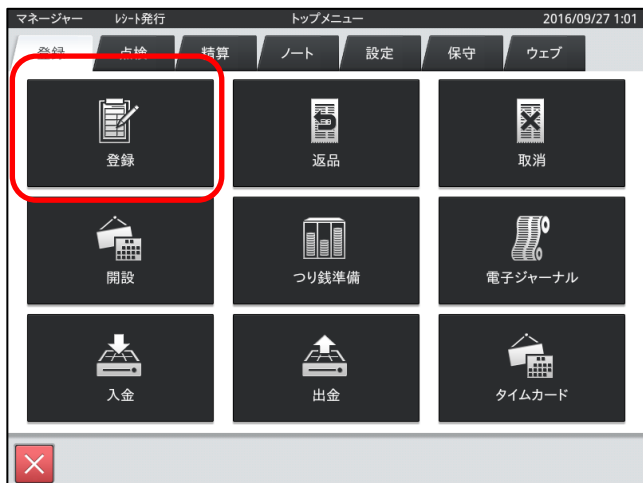 マネージャー ﾚｼｰﾄ発行 トップメニュー 2016/09/27 1:01
登録 点検 精算 ノート 設定 保守 ウェブ
登録 返品 取消
開設 つり銭準備 電子ジャーナル
入金 出金 タイムカード